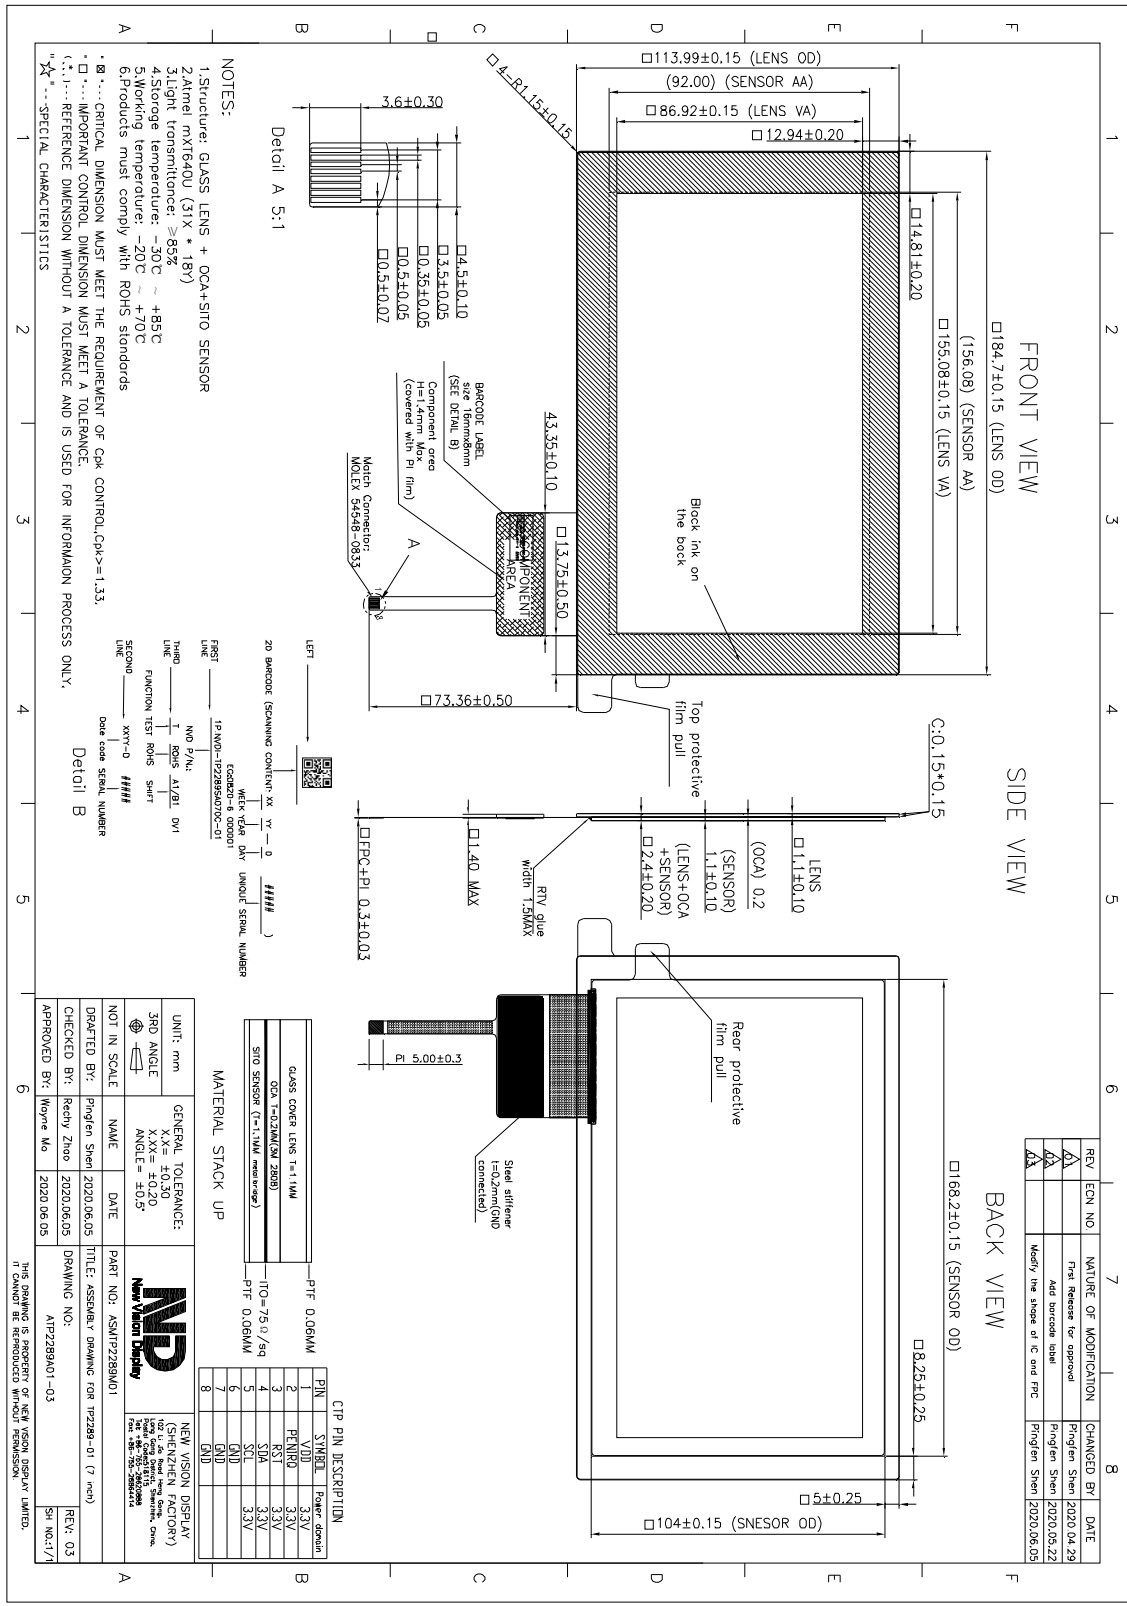 1
2
3
4
5
6
7
8
F
E
D
C
B
A
FRONT VIEW
□184.7±0.15 (LENS OD)
(156.08) (SENSOR AA)
□155.08±0.15 (LENS VA)
□14.81±0.20
□113.99±0.15 (LENS OD)
(92.00) (SENSOR AA)
□86.92±0.15 (LENS VA)
□12.94±0.20
□4-R1.15±0.15
Black ink on
the back
43.35±0.10
□13.75±0.50
□73.36±0.50
Top protective
film pull
COMPONENT
AREA
BARCODE LABEL
size 16mmx8mm
(SEE DETAIL B)
Component area
H=1.4mm Max
(covered with PI film)
A
Match Connector:
MOLEX 54548-0833
1
8
SIDE VIEW
C:0.15*0.15
LENS
□1.1±0.10
(OCA) 0.2
(SENSOR)
1.1±0.10
(LENS+OCA
+SENSOR)
□2.4±0.20
RTV glue
width 1.5MAX
□1.40 MAX
□FPC+PI 0.3±0.03
BACK VIEW
□168.2±0.15 (SENSOR OD)
□8.25±0.25
□5±0.25
□104±0.15 (SNESOR OD)
Rear protective
film pull
PI 5.00±0.3
Steel stiffener
t=0.2mm(GND
connected)
REV ECN NO NATURE OF MODIFICATION CHANGED BY DATE
01 First Release for approval Pingfen Shen 2020.04.29
02 Add barcode label Pingfen Shen 2020.05.22
03 Modify the shape of IC and FPC Pingfen Shen 2020.06.05
3.6±0.30
□4.5±0.10
□3.5±0.05
□0.35±0.05
□0.5±0.05
□0.5±0.07
Detail A 5:1
NOTES:
1.Structure: GLASS LENS + OCA+SITO SENSOR
2.Atmel mXT640U (31X * 18Y)
3.Light transmittance: ≥85%
4.Storage temperature: -30℃ ~ +85℃
5.Working temperature: -20℃ ~ +70℃
6.Products must comply with ROHS standards
" ⊠ "---CRITICAL DIMENSION MUST MEET THE REQUIREMENT OF Cpk CONTROL,Cpk>=1.33.
" □ "---IMPORTANT CONTROL DIMENSION MUST MEET A TOLERANCE.
"(...)"---REFERENCE DIMENSION WITHOUT A TOLERANCE AND IS USED FOR INFORMAION PROCESS ONLY.
"☆"---SPECIAL CHARACTERISTICS
LEFT
2D BARCODE (SCANNING CONTENT: XX YY — D ##### )
WEEK YEAR DAY UNIQUE SERIAL NUMBER
FIRST
LINE
1P:NVDI-TP2289SA070C-01
NVD P/N.:
THIRD
LINE
T ROHS A1/B1 DV1
FUNCTION TEST ROHS SHIFT
SECOND
LINE
XXYY-D #####
Date code SERIAL NUMBER
Detail B
GLASS COVER LENS T=1.1MM
OCA T=0.2MM(3M 2808)
SITO SENSOR (T=1.1MM metalbridge)
PTF 0.06MM
ITO=75Ω/sq
PTF 0.06MM
MATERIAL STACK UP
CTP PIN DESCRIPTION
PIN SYMBOL Power domain
1 VDD 3.3V
2 PENIRQ 3.3V
3 RST 3.3V
4 SDA 3.3V
5 SCL 3.3V
6 GND
7 GND
8 GND
UNIT: mm
3RD ANGLE
GENERAL TOLERANCE:
X.X= ±0.30
X.XX= ±0.20
ANGLE= ±0.5°
NOT IN SCALE NAME DATE
DRAFTED BY: Pingfen Shen 2020.06.05
CHECKED BY: Rechy Zhao 2020.06.05
APPROVED BY: Wayne Ma 2020.06.05
NVD
New Vision Display
NEW VISION DISPLAY
(SHENZHEN FACTORY)
PART NO: ASMTP2289M01
TITLE: ASSEMBLY DRAWING FOR TP2289-01 (7 inch)
DRAWING NO:
ATP2289A01-03
REV: 03
SH NO.:1/1
THIS DRAWING IS PROPERTY OF NEW VISION DISPLAY LIMITED,
IT CANNOT BE REPRODUCED WITHOUT PERMISSION.